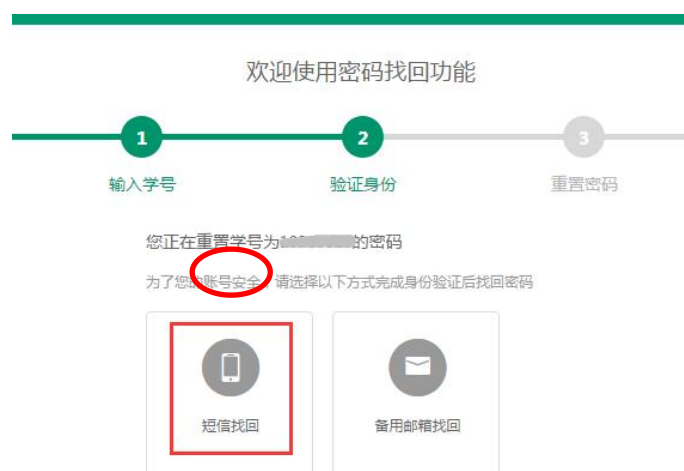 欢迎使用密码找回功能
1 2 3
输入学号 验证身份 重置密码
您正在重置学号为 的密码
为了您的账号安全，请选择以下方式完成身份验证后找回密码
短信找回 备用邮箱找回